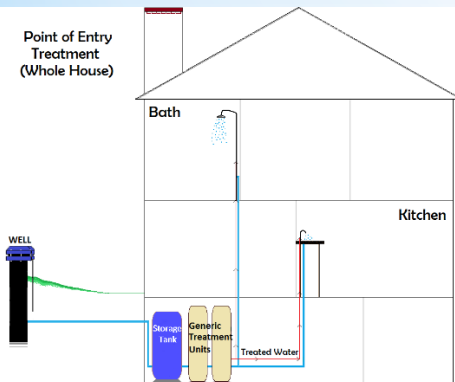 Point of Entry
Treatment
(Whole House)
Bath
Kitchen
WELL
Storage
Tank
Generic
Treatment
Units
Treated Water